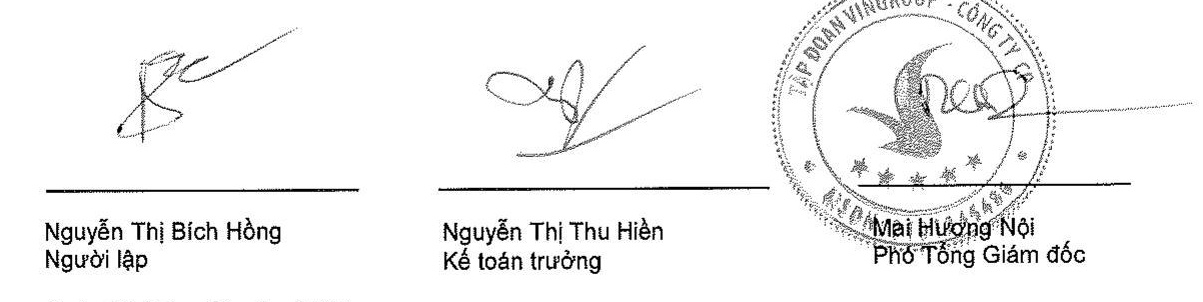 TẬP ĐOÀN VINGROUP - CÔNG TY CP
Nguyễn Thị Bích Hồng
Người lập
Nguyễn Thị Thu Hiền
Kế toán trưởng
Mai Hương Nội
Phó Tổng Giám đốc